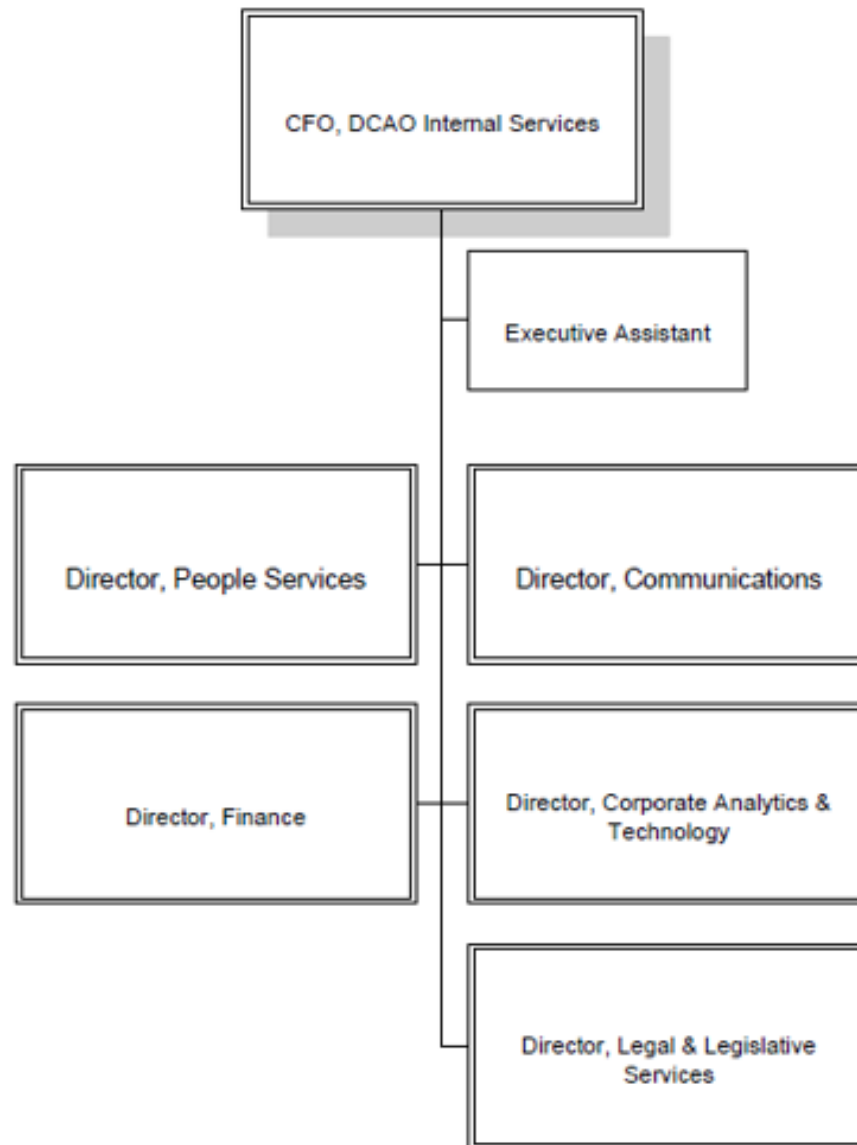 CFO, DCAO Internal Services
Executive Assistant
Director, People Services
Director, Communications
Director, Finance
Director, Corporate Analytics &
Technology
Director, Legal & Legislative
Services